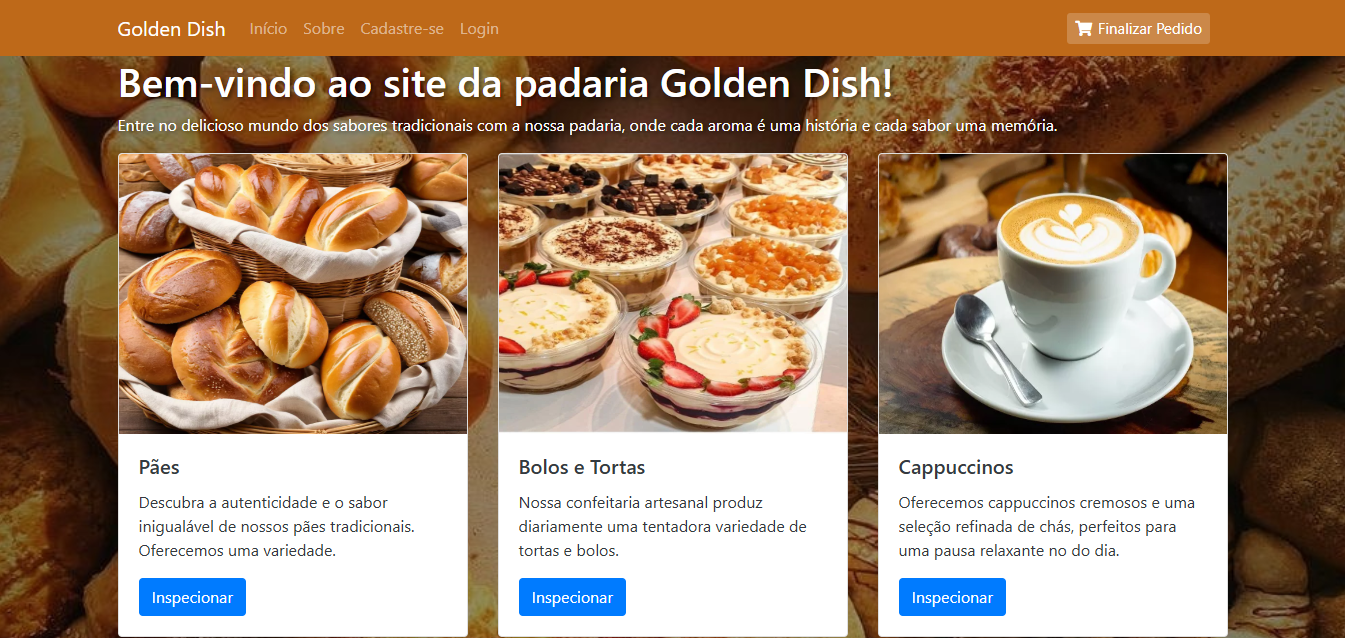 Golden Dish Início Sobre Cadastre-se Login Finalizar Pedido
Bem-vindo ao site da padaria Golden Dish!
Entre no delicioso mundo dos sabores tradicionais com a nossa padaria, onde cada aroma é uma história e cada sabor uma memória.
Pães
Descubra a autenticidade e o sabor
inigualável de nossos pães tradicionais.
Oferecemos uma variedade.
Inspecionar
Bolos e Tortas
Nossa confeitaria artesanal produz
diariamente uma tentadora variedade de
tortas e bolos.
Inspecionar
Cappuccinos
Oferecemos cappuccinos cremosos e uma
seleção refinada de chás, perfeitos para
uma pausa relaxante no do dia.
Inspecionar